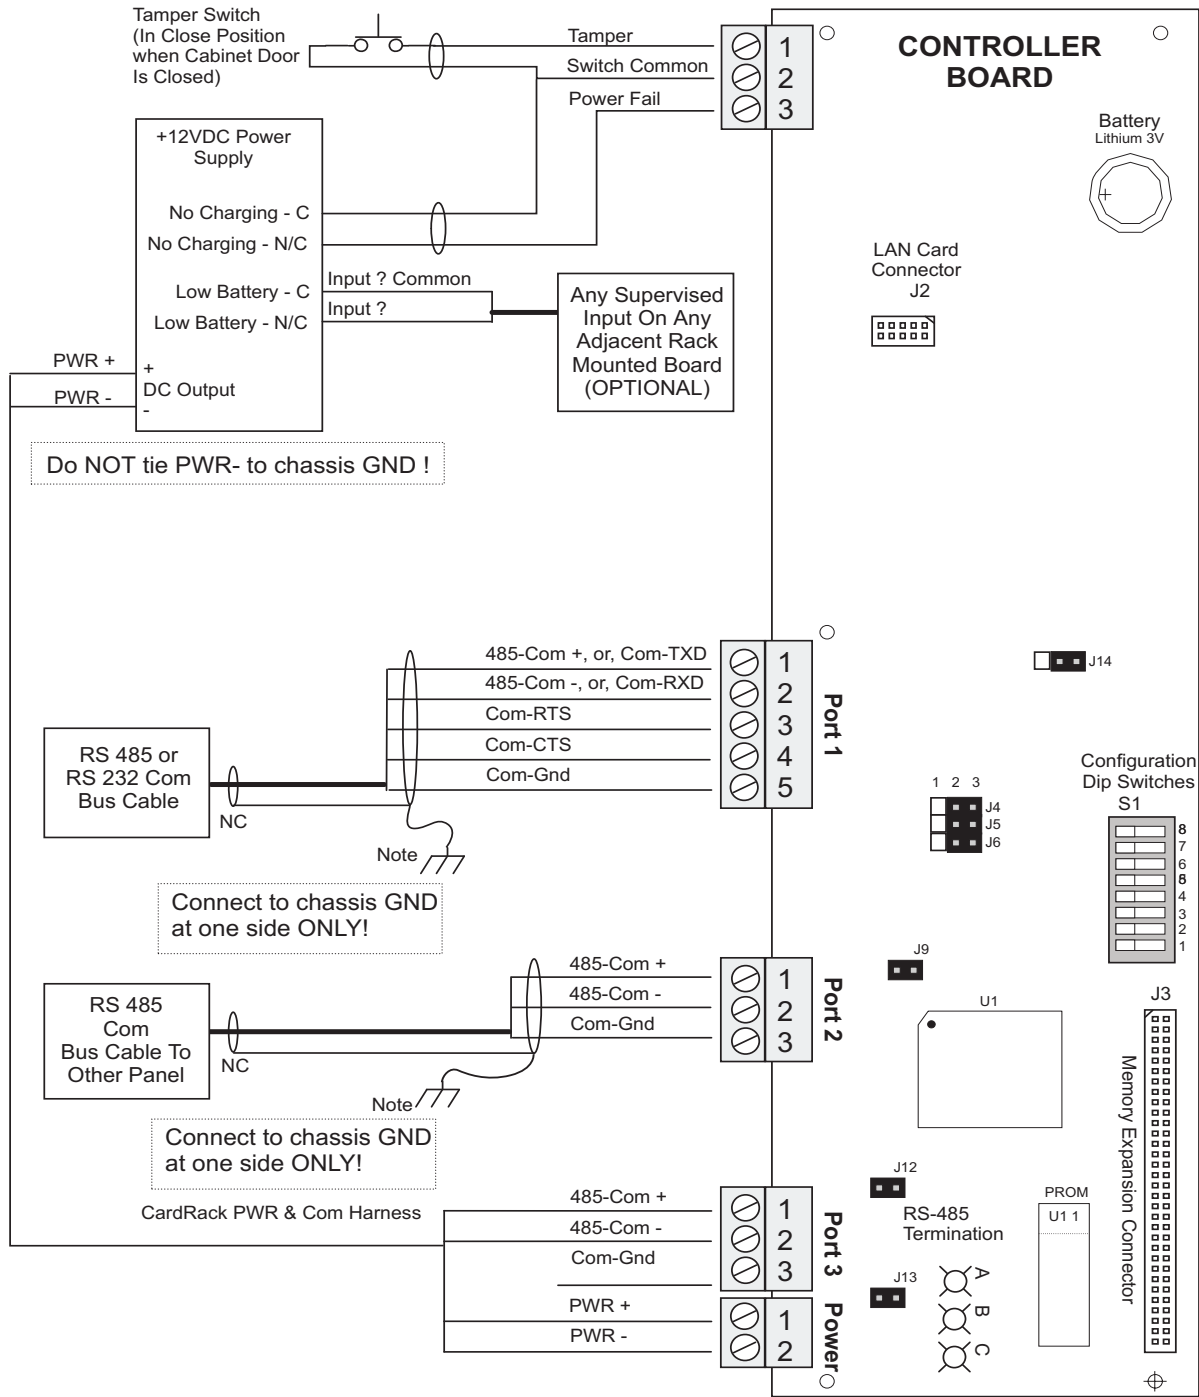 Tamper Switch
(In Close Position
when Cabinet Door
Is Closed)
Tamper
Switch Common
Power Fail
1
2
3
CONTROLLER
BOARD
Battery
Lithium 3V
+
+12VDC Power
Supply
No Charging - C
No Charging - N/C
Low Battery - C
Low Battery - N/C
+
DC Output
-
PWR +
PWR -
Input ? Common
Input ?
Any Supervised
Input On Any
Adjacent Rack
Mounted Board
(OPTIONAL)
LAN Card
Connector
J2
Do NOT tie PWR- to chassis GND !
485-Com +, or, Com-TXD
485-Com -, or, Com-RXD
Com-RTS
Com-CTS
Com-Gnd
1
2
3
4
5
Port 1
RS 485 or
RS 232 Com
Bus Cable
NC
Note
Connect to chassis GND
at one side ONLY!
J14
1 2 3
J4
J5
J6
Configuration
Dip Switches
S1
8
7
6
5
4
3
2
1
485-Com +
485-Com -
Com-Gnd
1
2
3
Port 2
RS 485
Com
Bus Cable To
Other Panel
NC
Note
Connect to chassis GND
at one side ONLY!
J9
U1
J3
Memory Expansion Connector
CardRack PWR & Com Harness
485-Com +
485-Com -
Com-Gnd
1
2
3
Port 3
PWR +
PWR -
1
2
Power
J12
RS-485
Termination
J13
A
B
C
PROM
U1 1